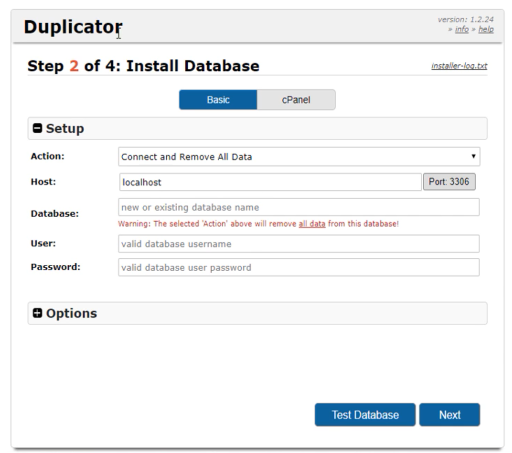 Duplicator
version: 1.2.24
» info » help
Step 2 of 4: Install Database
installer-log.txt
Basic
cPanel
Setup
Action:
Connect and Remove All Data
Host:
localhost
Port: 3306
Database:
new or existing database name
Warning: The selected 'Action' above will remove all data from this database!
User:
valid database username
Password:
valid database user password
Options
Test Database
Next